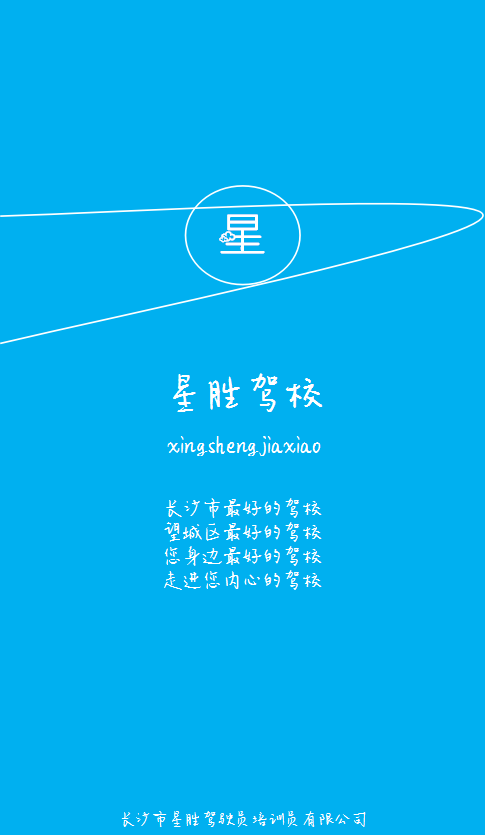 星
星胜驾校
xingshengjiaxiao
长沙市最好的驾校
望城区最好的驾校
您身边最好的驾校
走进您内心的驾校
长沙市星胜驾驶员培训员有限公司